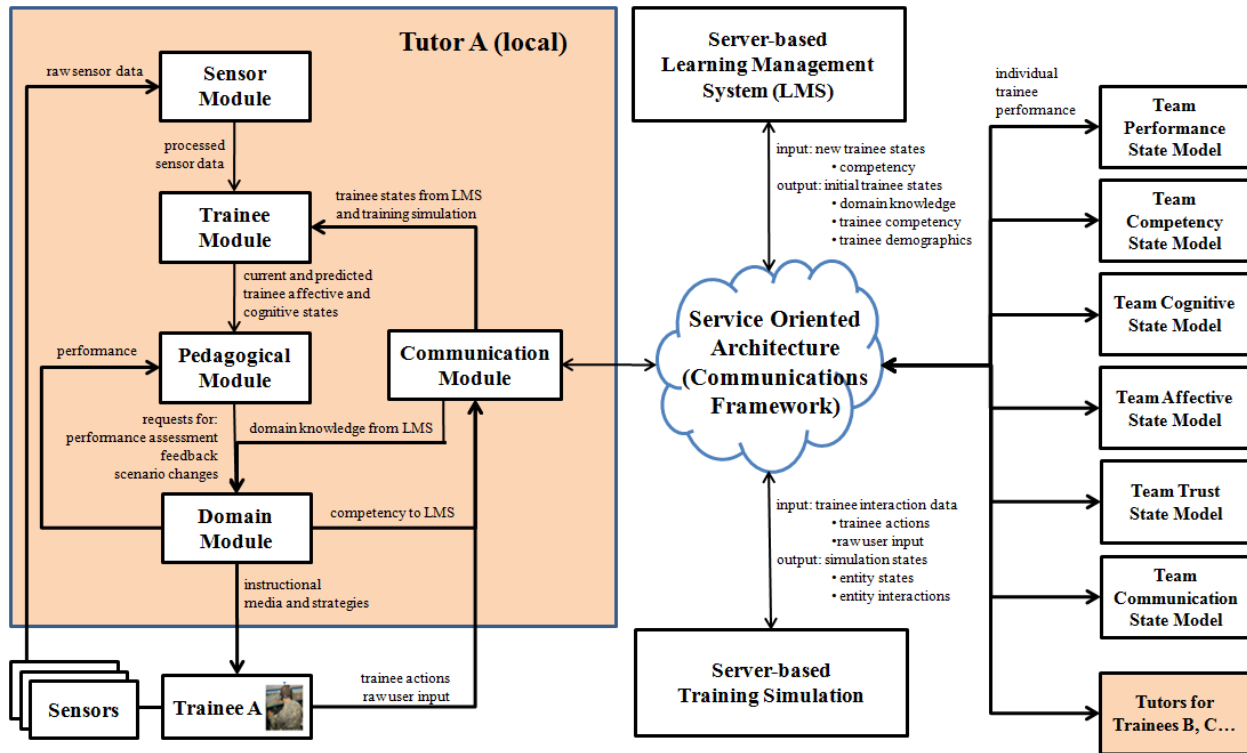 Tutor A (local)
raw sensor data
Sensor
Module
processed
sensor data
Trainee
Module
trainee states from LMS
and training simulation
current and predicted
trainee affective and
cognitive states
performance
Pedagogical
Module
Communication
Module
requests for:
performance assessment
feedback
scenario changes
domain knowledge from LMS
Domain
Module
competency to LMS
instructional
media and strategies
Sensors
Trainee A
trainee actions
raw user input
Server-based
Learning Management
System (LMS)
input: new trainee states
• competency
output: initial trainee states
• domain knowledge
• trainee competency
• trainee demographics
Service Oriented
Architecture
(Communications
Framework)
input: trainee interaction data
• trainee actions
•raw user input
output: simulation states
• entity states
• entity interactions
Server-based
Training Simulation
individual
trainee
performance
Team
Performance
State Model
Team
Competency
State Model
Team Cognitive
State Model
Team Affective
State Model
Team Trust
State Model
Team
Communication
State Model
Tutors for
Trainees B, C…